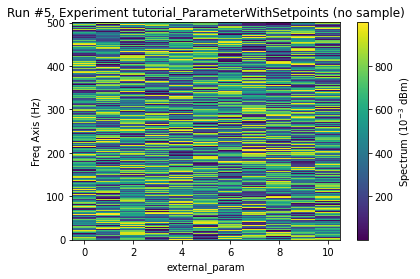 Run #5, Experiment tutorial_ParameterWithSetpoints (no sample)
500
400
300
200
100
0
Freq Axis (Hz)
0 2 4 6 8 10
external_param
800
600
400
200
Spectrum (10⁻³ dBm)